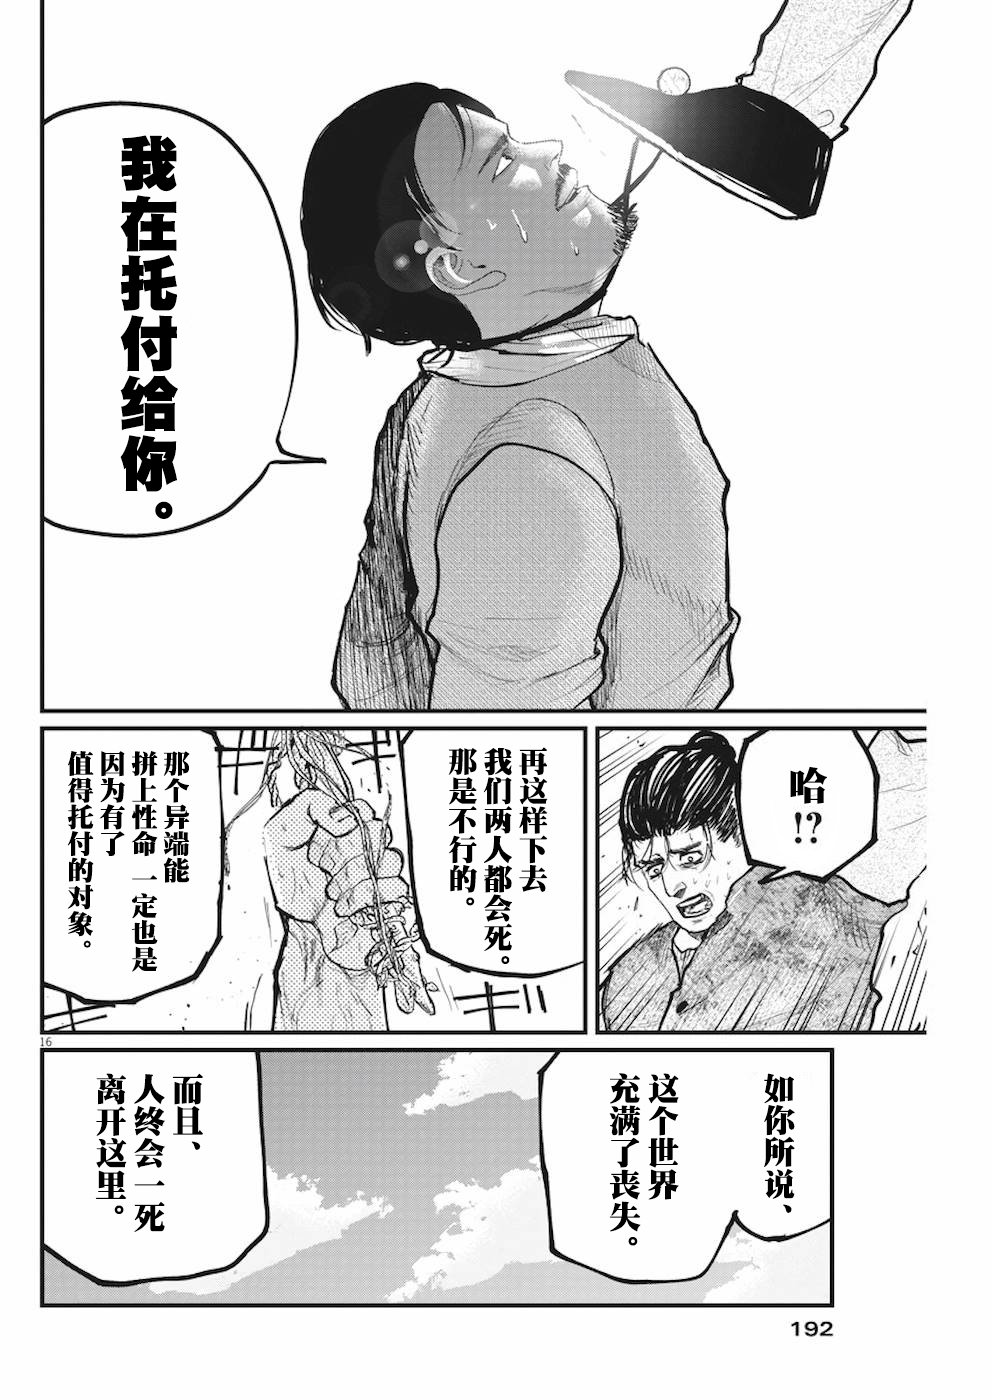 我在托付给你。
哈
!?
再这样下去
我们两人都会死。
那是不行的。
那个异端能
拼上性命一定也是
因为有了
值得托付的对象。
16
如你所说、
这个世界
充满了丧失。
而且、
人终会一死
离开这里。
192